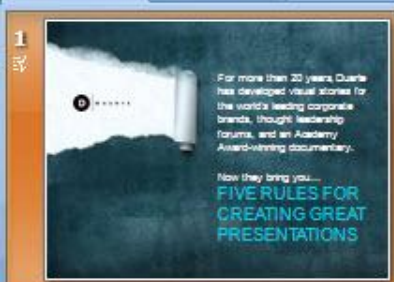 1
D DUARTE
For more than 20 years, Duarte
has developed visual stories for
the world's leading corporate
brands, thought leadership
forums, and an Academy
Award-winning documentary.
Now they bring you...
FIVE RULES FOR
CREATING GREAT
PRESENTATIONS